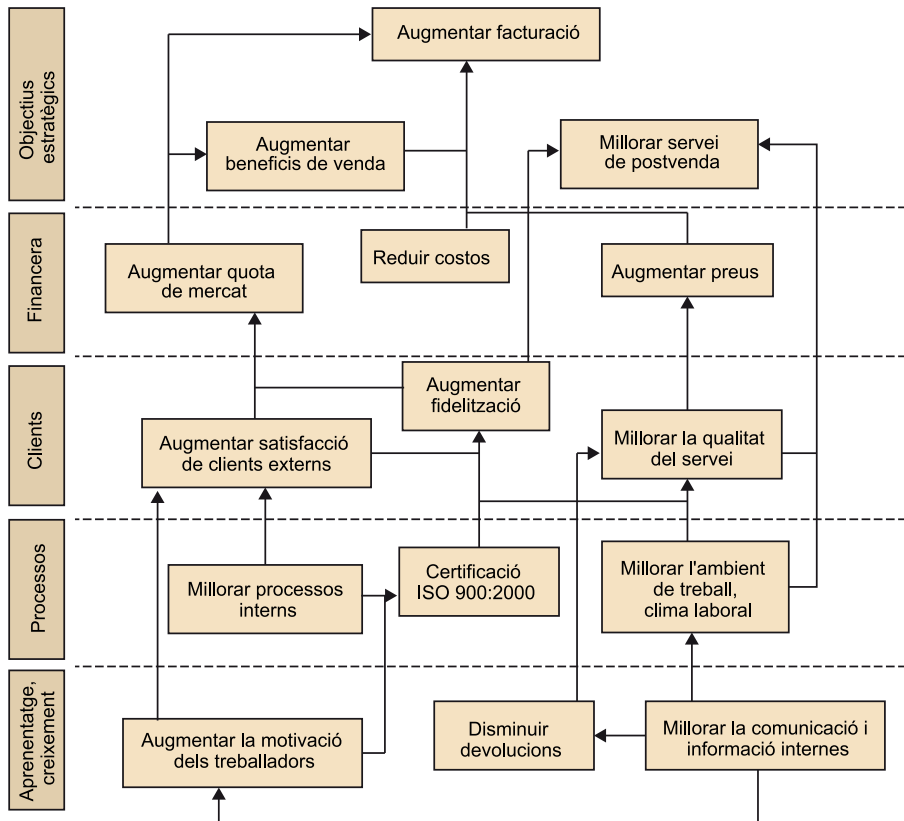 Objectius
estratègics
Augmentar facturació
Augmentar
beneficis de venda
Millorar servei
de postvenda
Financera
Augmentar quota
de mercat
Reduir costos
Augmentar preus
Clients
Augmentar
fidelització
Augmentar satisfacció
de clients externs
Millorar la qualitat
del servei
Processos
Millorar processos
interns
Certificació
ISO 900:2000
Millorar l'ambient
de treball,
clima laboral
Aprenentatge,
creixement
Augmentar la motivació
dels treballadors
Disminuir
devolucions
Millorar la comunicació i
informació internes